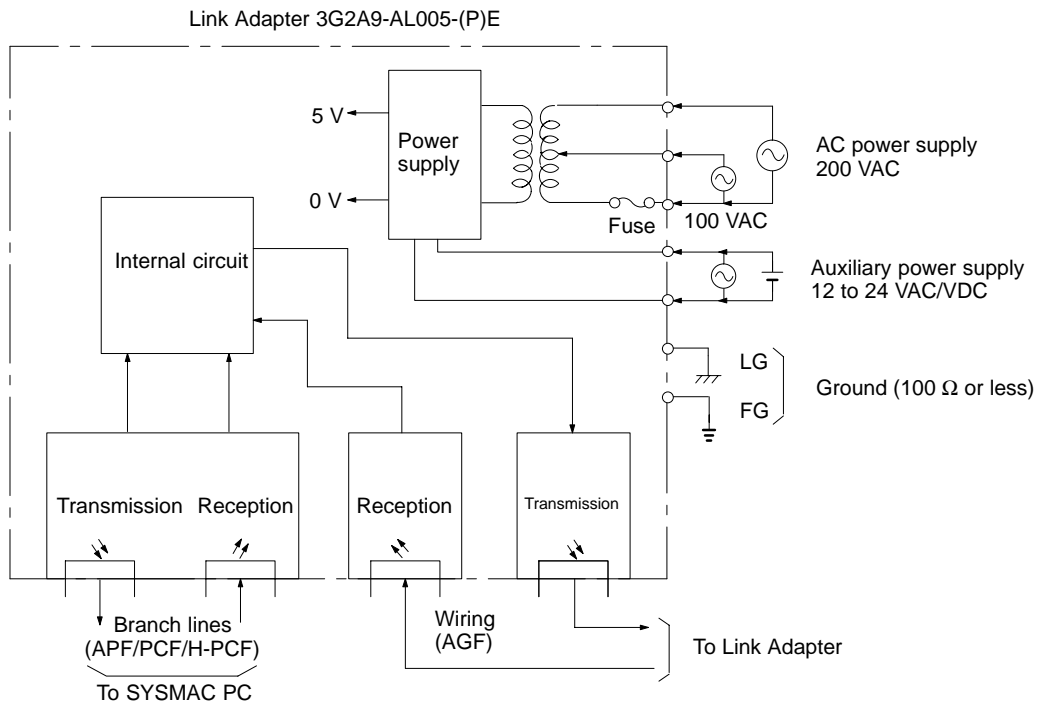 Link Adapter 3G2A9-AL005-(P)E
5 V
Power
supply
0 V
Fuse
100 VAC
AC power supply
200 VAC
Internal circuit
Auxiliary power supply
12 to 24 VAC/VDC
LG
FG
Ground (100 Ω or less)
Transmission
Reception
Reception
Transmission
Branch lines
(APF/PCF/H-PCF)
To SYSMAC PC
Wiring
(AGF)
To Link Adapter